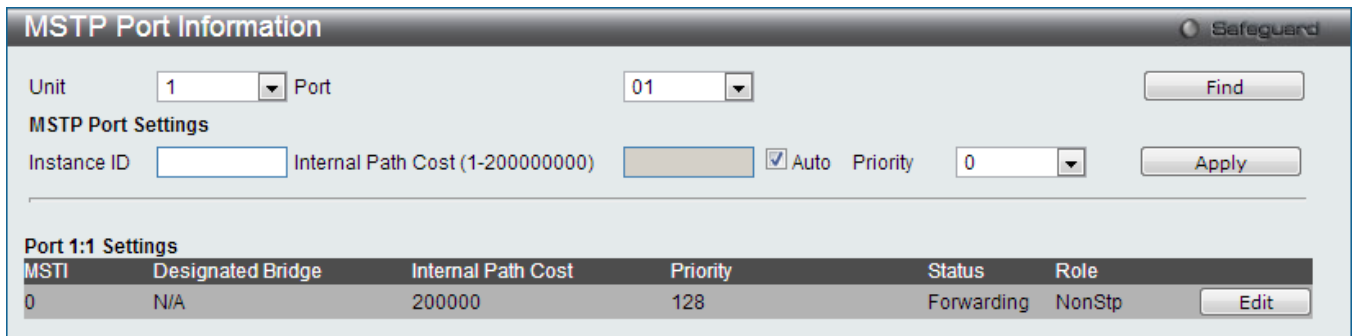 MSTP Port Information Safeguard
Unit 1 Port 01 Find
MSTP Port Settings
Instance ID Internal Path Cost (1-200000000) Auto Priority 0 Apply
Port 1:1 Settings
MSTI Designated Bridge Internal Path Cost Priority Status Role
0 N/A 200000 128 Forwarding NonStp Edit